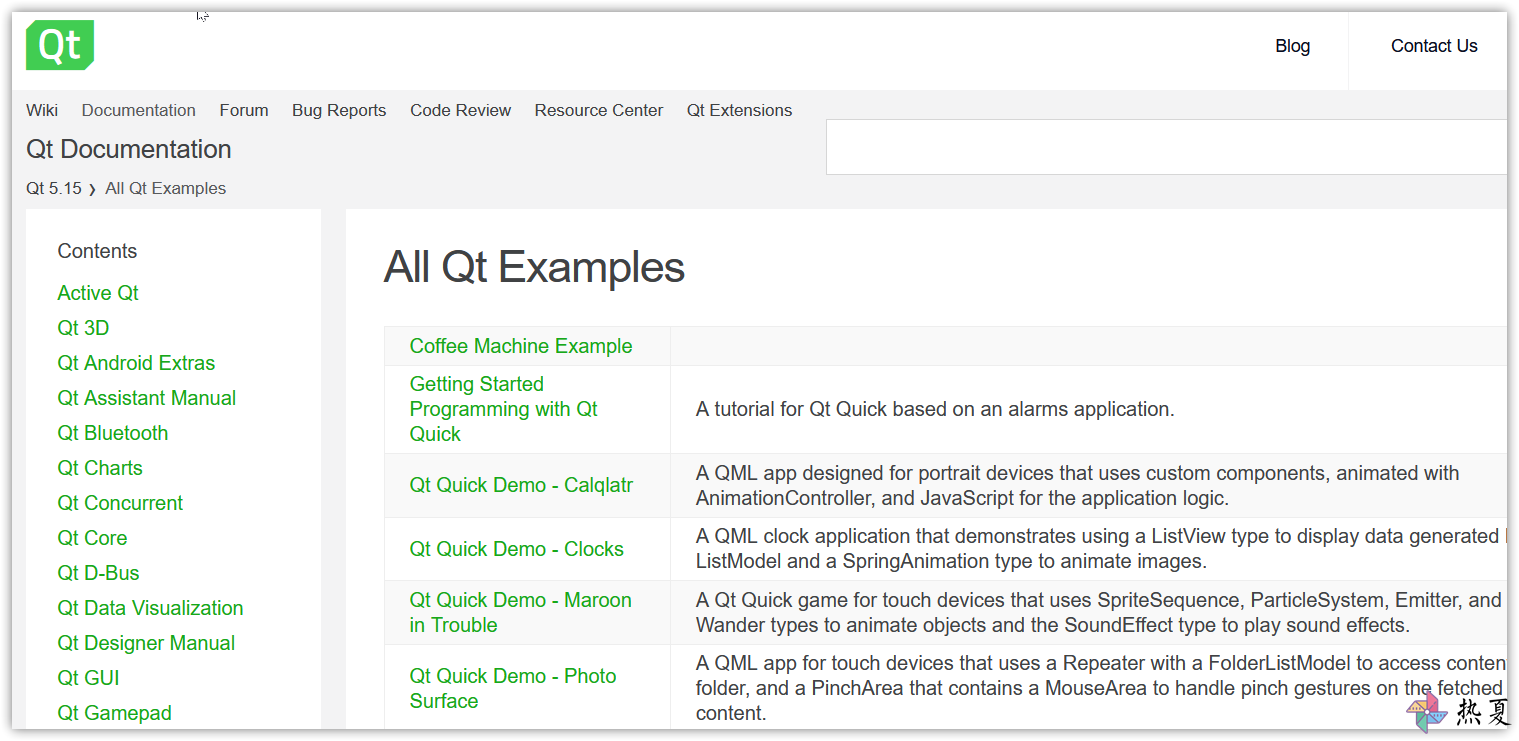 Qt
Blog
Contact Us
Wiki
Documentation
Forum
Bug Reports
Code Review
Resource Center
Qt Extensions
Qt Documentation
Qt 5.15 ❯ All Qt Examples
Contents
Active Qt
Qt 3D
Qt Android Extras
Qt Assistant Manual
Qt Bluetooth
Qt Charts
Qt Concurrent
Qt Core
Qt D-Bus
Qt Data Visualization
Qt Designer Manual
Qt GUI
Qt Gamepad
All Qt Examples
Coffee Machine Example
Getting Started
Programming with Qt
Quick
A tutorial for Qt Quick based on an alarms application.
Qt Quick Demo - Calqlatr
A QML app designed for portrait devices that uses custom components, animated with
AnimationController, and JavaScript for the application logic.
Qt Quick Demo - Clocks
A QML clock application that demonstrates using a ListView type to display data generated
ListModel and a SpringAnimation type to animate images.
Qt Quick Demo - Maroon
in Trouble
A Qt Quick game for touch devices that uses SpriteSequence, ParticleSystem, Emitter, and
Wander types to animate objects and the SoundEffect type to play sound effects.
Qt Quick Demo - Photo
Surface
A QML app for touch devices that uses a Repeater with a FolderListModel to access conten
folder, and a PinchArea that contains a MouseArea to handle pinch gestures on the fetched
content.
热夏